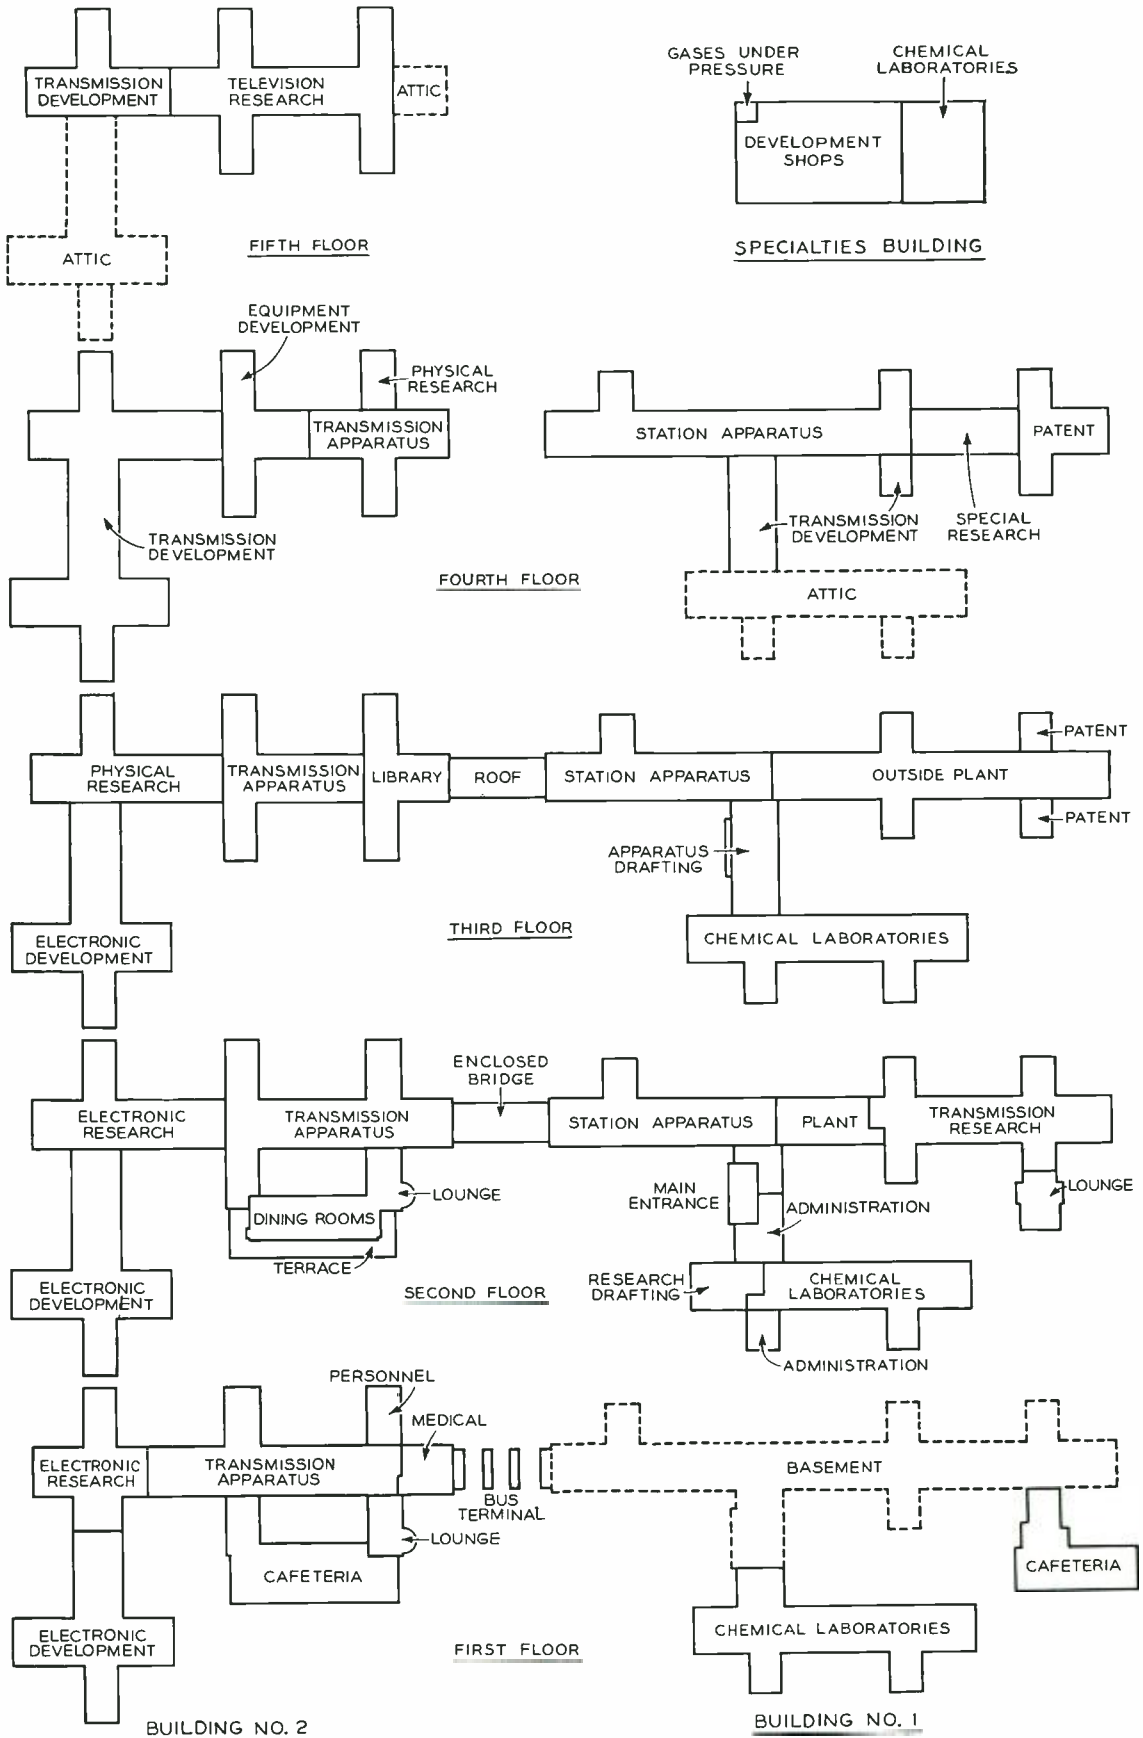 TRANSMISSION
DEVELOPMENT
TELEVISION
RESEARCH
ATTIC
ATTIC
FIFTH FLOOR
GASES UNDER
PRESSURE
CHEMICAL
LABORATORIES
DEVELOPMENT
SHOPS
SPECIALTIES BUILDING
EQUIPMENT
DEVELOPMENT
PHYSICAL
RESEARCH
TRANSMISSION
APPARATUS
TRANSMISSION
DEVELOPMENT
STATION APPARATUS
PATENT
TRANSMISSION
DEVELOPMENT
SPECIAL
RESEARCH
ATTIC
FOURTH FLOOR
PHYSICAL
RESEARCH
TRANSMISSION
APPARATUS
LIBRARY
ROOF
STATION APPARATUS
OUTSIDE PLANT
PATENT
PATENT
APPARATUS
DRAFTING
ELECTRONIC
DEVELOPMENT
THIRD FLOOR
CHEMICAL LABORATORIES
ELECTRONIC
RESEARCH
TRANSMISSION
APPARATUS
ENCLOSED
BRIDGE
STATION APPARATUS
PLANT
TRANSMISSION
RESEARCH
LOUNGE
DINING ROOMS
TERRACE
MAIN
ENTRANCE
ADMINISTRATION
LOUNGE
ELECTRONIC
DEVELOPMENT
SECOND FLOOR
RESEARCH
DRAFTING
CHEMICAL
LABORATORIES
ADMINISTRATION
PERSONNEL
MEDICAL
ELECTRONIC
RESEARCH
TRANSMISSION
APPARATUS
BUS
TERMINAL
BASEMENT
LOUNGE
CAFETERIA
CAFETERIA
ELECTRONIC
DEVELOPMENT
FIRST FLOOR
CHEMICAL LABORATORIES
BUILDING NO. 2
BUILDING NO. 1